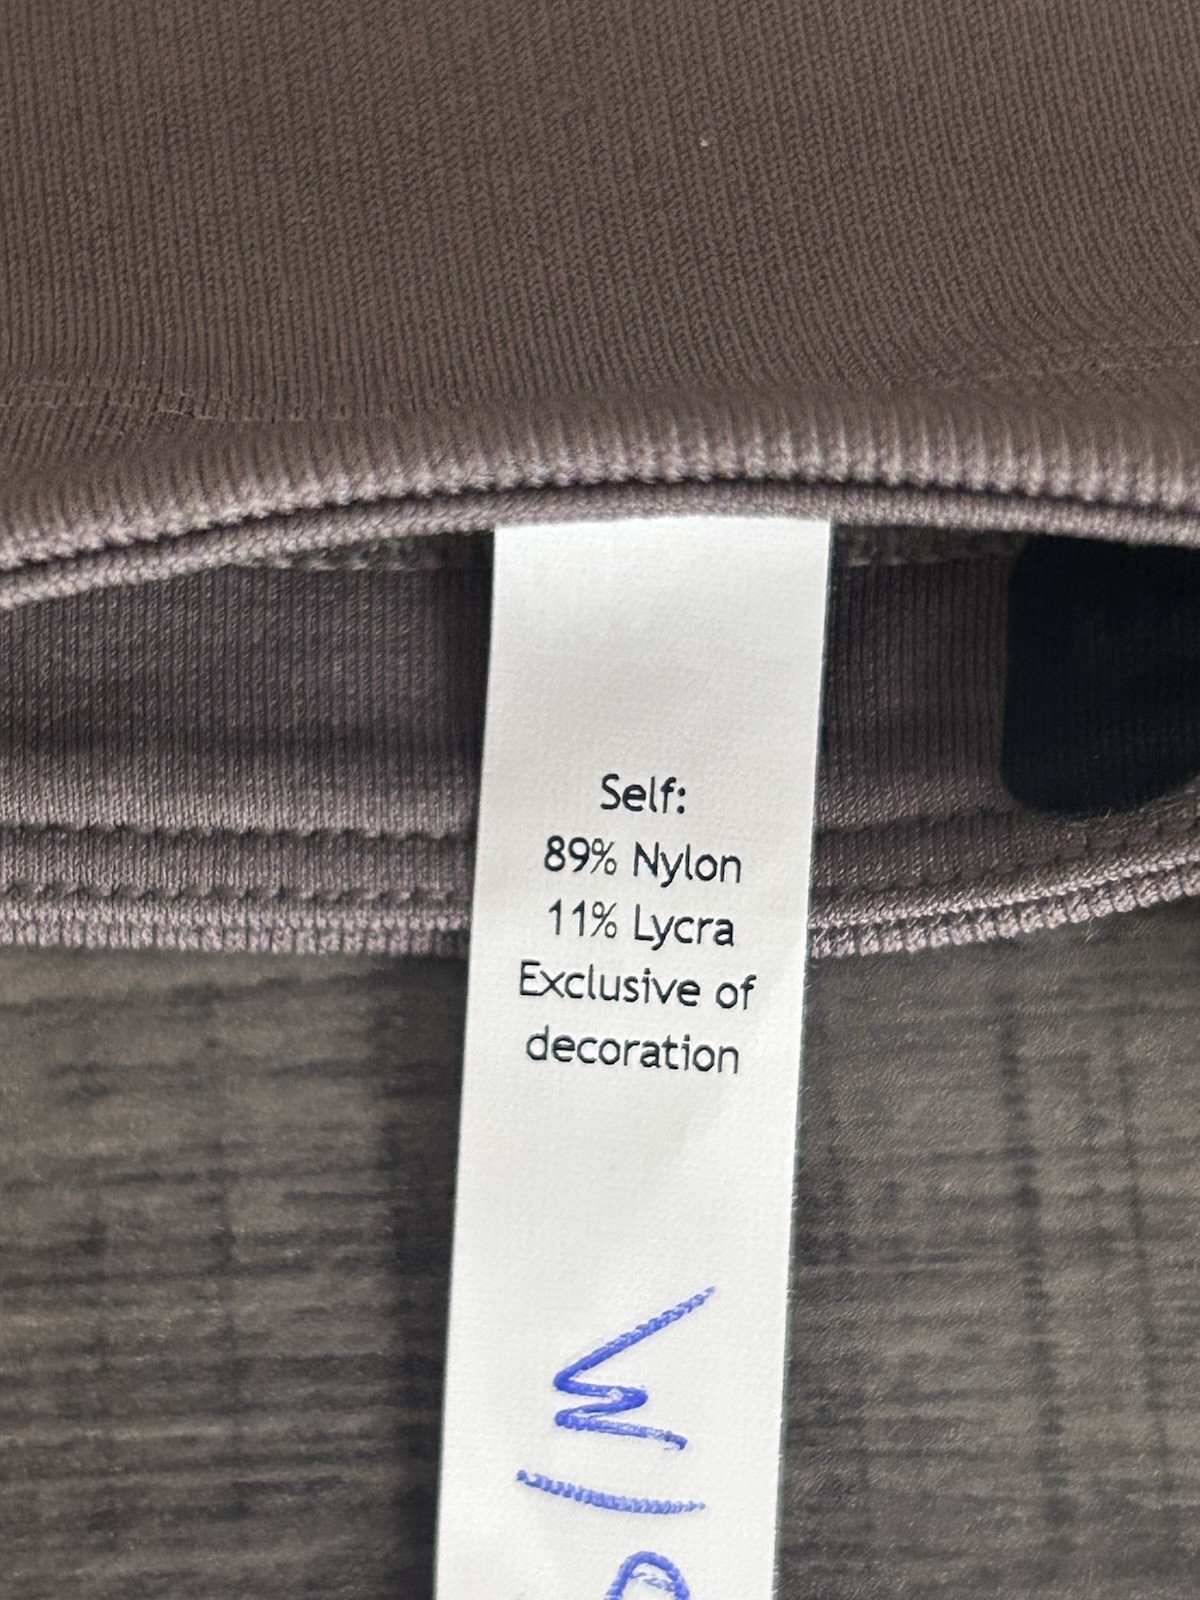 Self:
89% Nylon
11% Lycra
Exclusive of
decoration